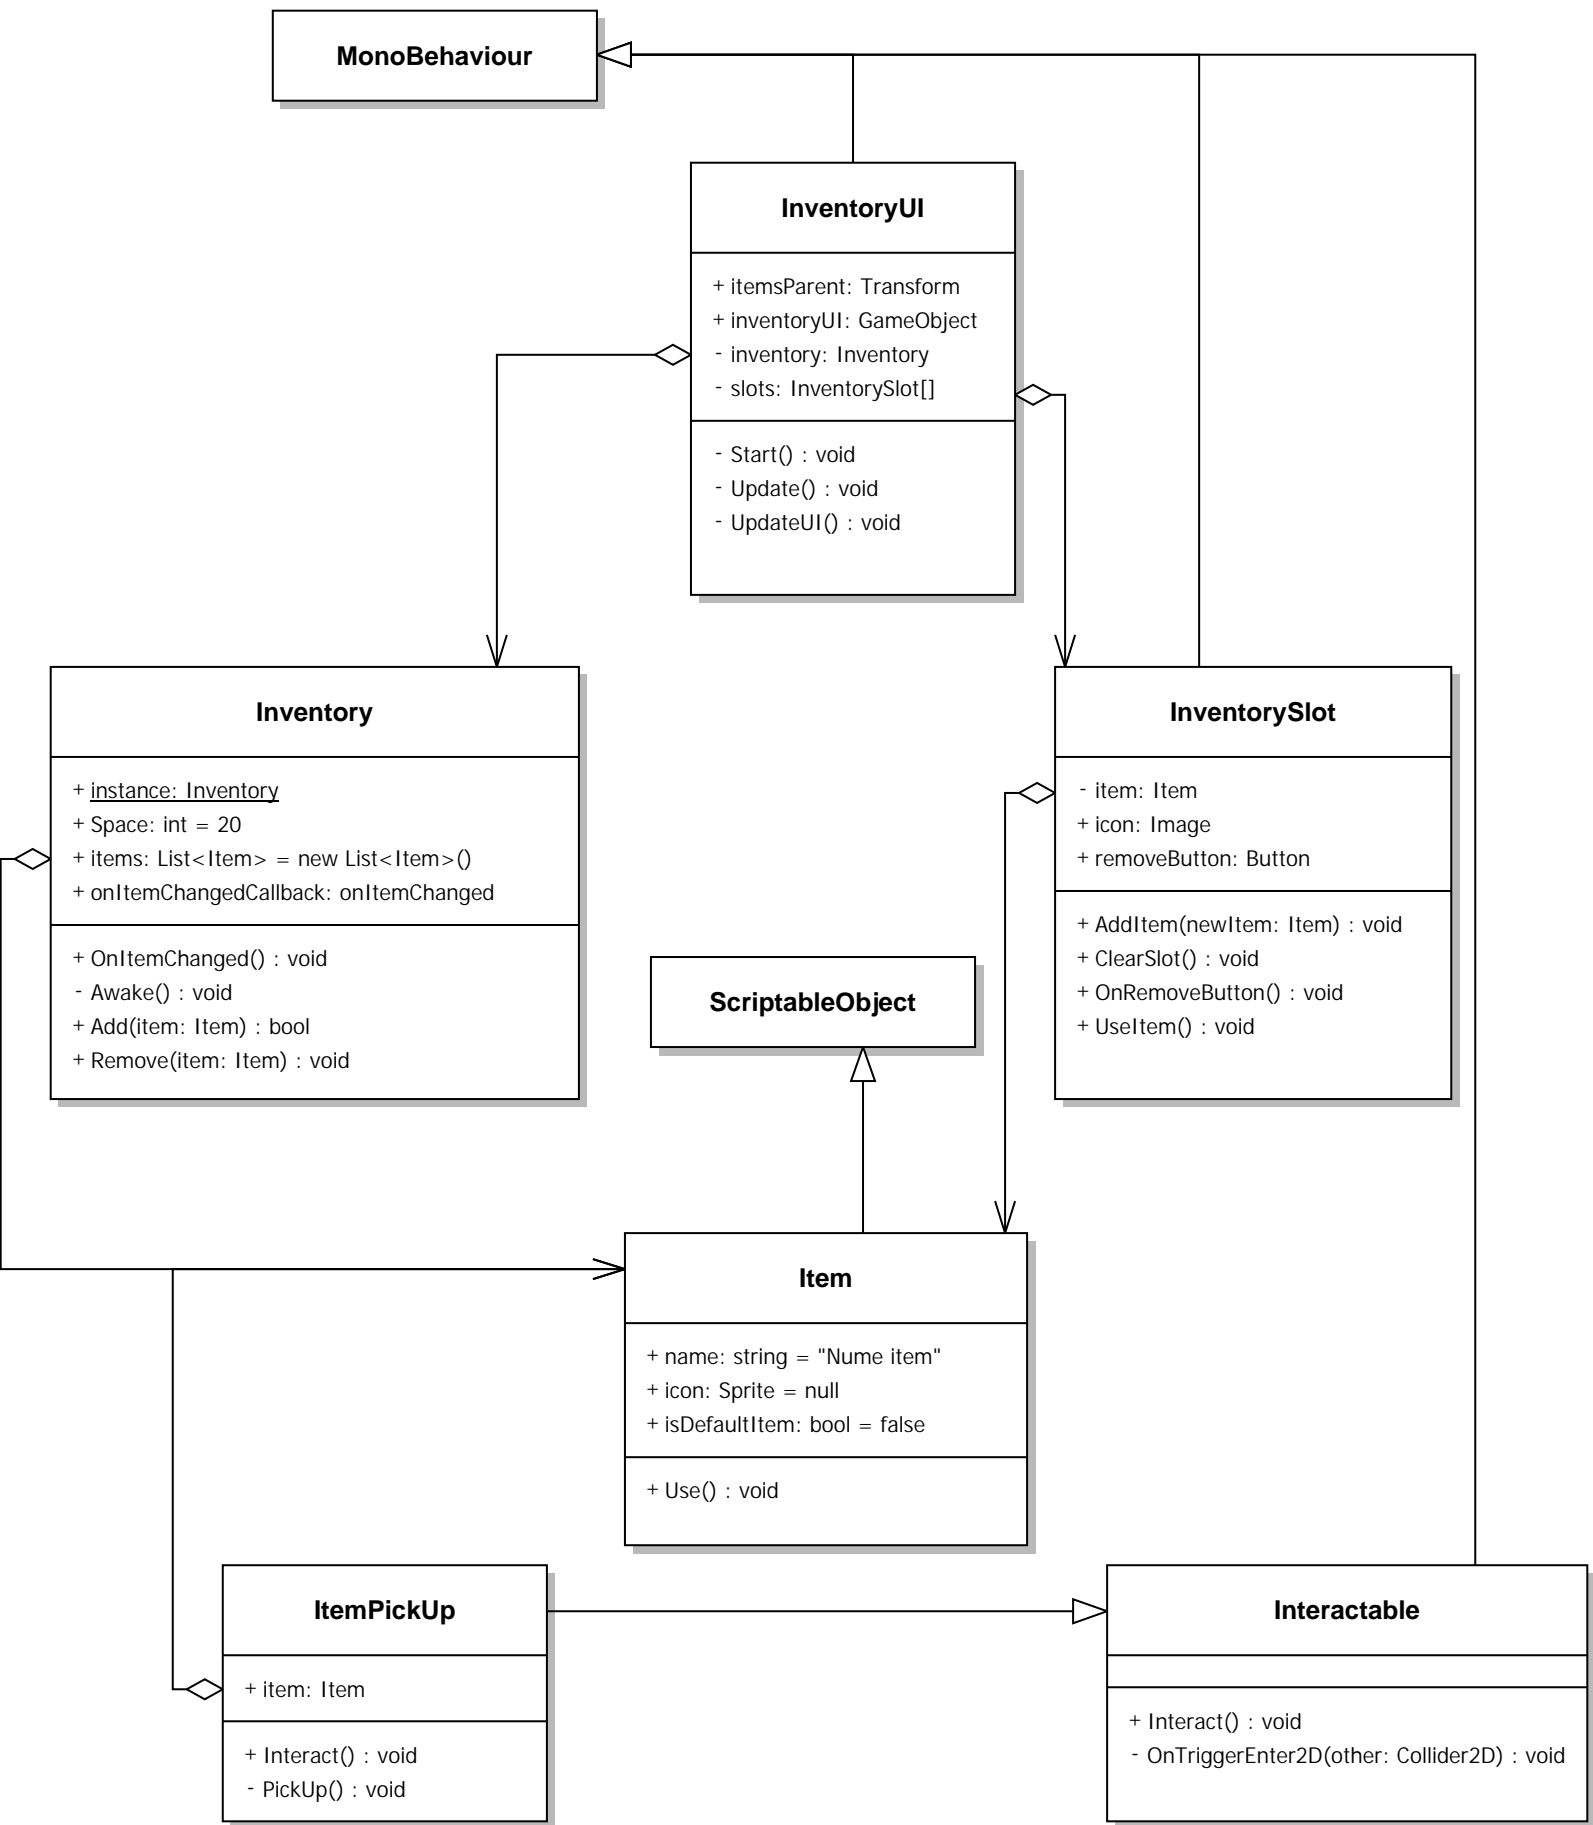 MonoBehaviour
InventoryUI
+ itemsParent: Transform
+ inventoryUI: GameObject
- inventory: Inventory
- slots: InventorySlot[]
- Start() : void
- Update() : void
- UpdateUI() : void
Inventory
+ instance: Inventory
+ Space: int = 20
+ items: List<Item> = new List<Item>()
+ onItemChangedCallback: onItemChanged
+ OnItemChanged() : void
- Awake() : void
+ Add(item: Item) : bool
+ Remove(item: Item) : void
InventorySlot
- item: Item
+ icon: Image
+ removeButton: Button
+ AddItem(newItem: Item) : void
+ ClearSlot() : void
+ OnRemoveButton() : void
+ UseItem() : void
ScriptableObject
Item
+ name: string = "Nume item"
+ icon: Sprite = null
+ isDefaultItem: bool = false
+ Use() : void
ItemPickUp
+ item: Item
+ Interact() : void
- PickUp() : void
Interactable
+ Interact() : void
- OnTriggerEnter2D(other: Collider2D) : void